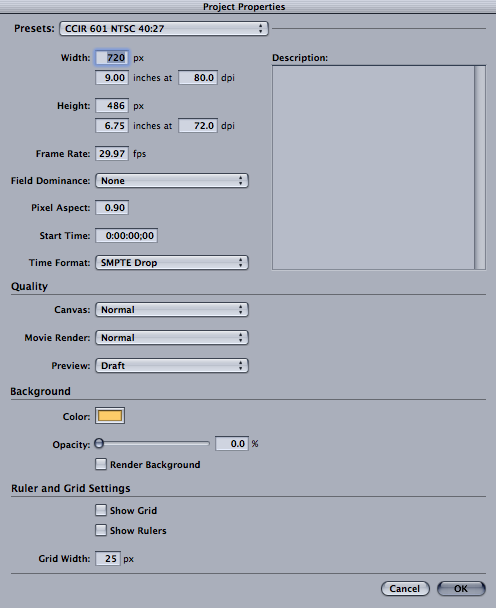 Project Properties
Presets: CCIR 601 NTSC 40:27
Width: 720 px
Description:
9.00 inches at 80.0 dpi
Height: 486 px
6.75 inches at 72.0 dpi
Frame Rate: 29.97 fps
Field Dominance: None
Pixel Aspect: 0.90
Start Time: 0:00:00;00
Time Format: SMPTE Drop
Quality
Canvas: Normal
Movie Render: Normal
Preview: Draft
Background
Color:
Opacity: 0.0 %
Render Background
Ruler and Grid Settings
Show Grid
Show Rulers
Grid Width: 25 px
Cancel OK